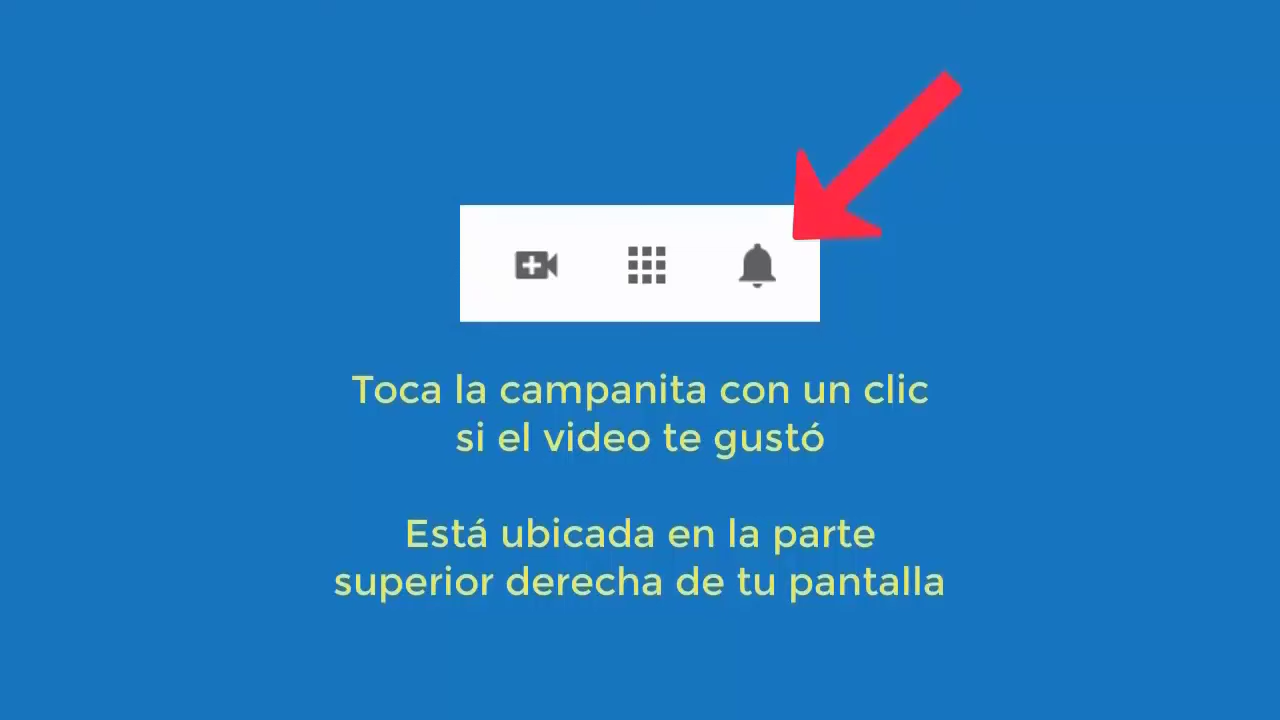 Toca la campanita con un clic
si el video te gustó
Está ubicada en la parte
superior derecha de tu pantalla